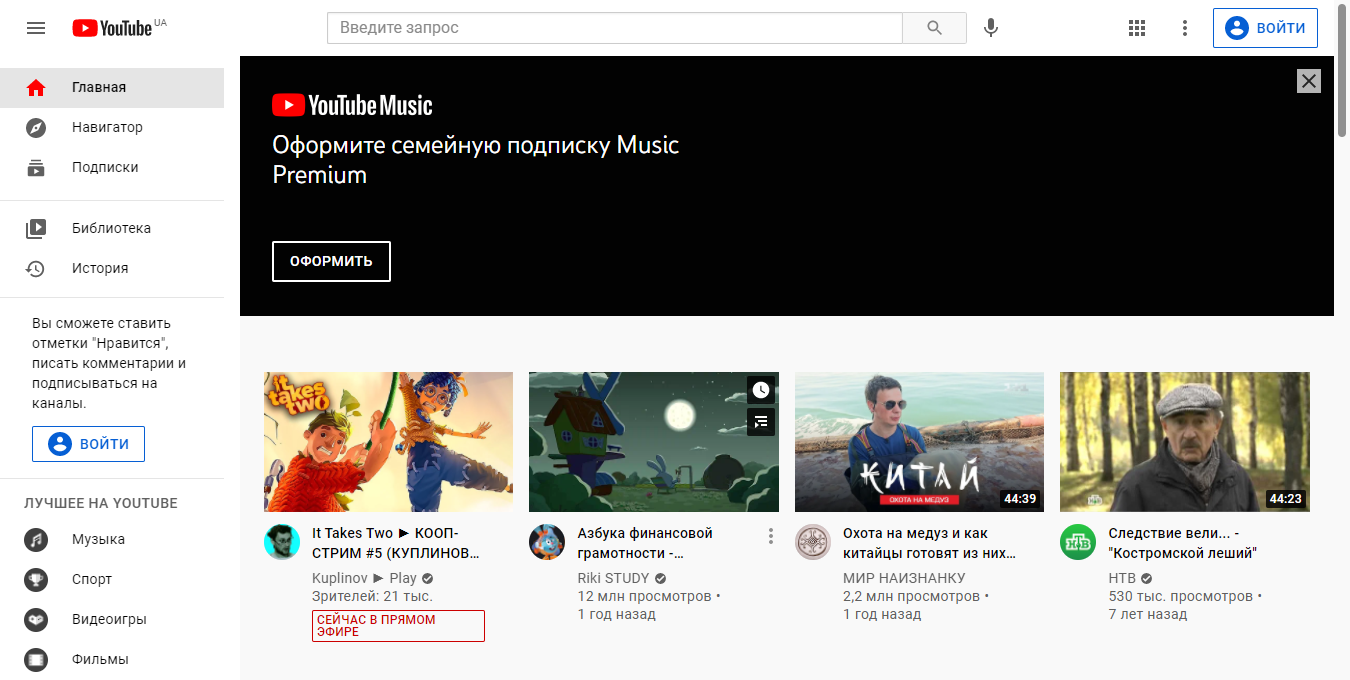 YouTube UA
Введите запрос
ВОЙТИ
Главная
Навигатор
Подписки
Библиотека
История
Вы сможете ставить
отметки "Нравится",
писать комментарии и
подписываться на
каналы.
ВОЙТИ
ЛУЧШЕЕ НА YOUTUBE
Музыка
Спорт
Видеоигры
Фильмы
YouTube Music
Оформите семейную подписку Music
Premium
ОФОРМИТЬ
it
takes
two
It Takes Two ► КООП-
СТРИМ #5 (КУПЛИНОВ...
Kuplinov ► Play
Зрителей: 21 тыс.
СЕЙЧАС В ПРЯМОМ
ЭФИРЕ
Азбука финансовой
грамотности -...
Riki STUDY
12 млн просмотров •
1 год назад
КИТАЙ
ОХОТА НА МЕДУЗ
44:39
Охота на медуз и как
китайцы готовят из них...
МИР НАИЗНАНКУ
2,2 млн просмотров •
1 год назад
НТВ
44:23
НТВ
Следствие вели... -
"Костромской леший"
НТВ
530 тыс. просмотров •
7 лет назад